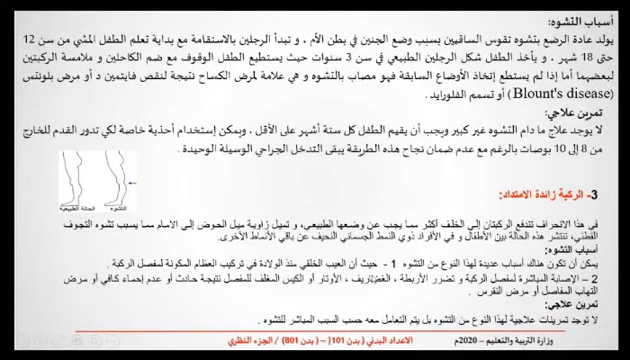 أسباب التشوه:
يولد عادة الرضع بتشوه تقوس الساقيين بسبب وضع الجنين في بطن الأم , و تبدأ الرجلين بالاستقامة مع بداية تعلم الطفل المشي من سن 12
حتى 18 شهر , و يأخذ الطفل شكل الرجلين الطبيعي في سن 3 سنوات حيث يستطيع الطفل الوقوف مع ضم الكاحلين و ملامسة الركبتين
لبعضهما أما إذا لم يستطع إتخاذ الأوضاع السابقة فهو مصاب بالتشوه و هي علامة لمرض الكساح نتيجة لنقص فايتمين د أو مرض بلونتس
(Blount's disease) أو تسمم الفلورايد.
تمرين علاجي:
لا يوجد علاج ما دام التشوه غير كبير ويجب أن يقيم الطفل كل ستة أشهر على الأقل , ويمكن إستخدام أحذية خاصة لكي تدور القدم للخارج
من 8 إلى 10 بوصات بالرغم مع عدم ضمان نجاح هذه الطريقة يبقى التدخل الجراحي الوسيلة الوحيدة .
الحالة الطبيعية
التشوه
3- الركبة زائدة الامتداد:
في هذا الانحراف تندفع الركبتان إلى الخلف أكثر مما يجب عن وضعها الطبيعي, و تميل زاوية ميل الحوض إلى الامام مما يسبب تشوه التجوف
القطني, تنتشر هذه الحالة بين الأطفال و في الأفراد ذوي النمط الجسماني النحيف عن باقي الأنماط الأخرى.
أسباب التشوه:
يمكن أن تكون هناك أسباب عديدة لهذا النوع من التشوه 1 - حيث أن العيب الخلقي منذ الولادة في تركيب العظام المكونة لمفصل الركبة .
2 – الإصابة المباشرة لمفصل الركبة و تضرر الأربطة , الغضاريف , الأوتار أو الكيس المغلف للمفصل نتيجة حادث أو عدم إحماء كافي أو مرض
التهاب المفاصل أو مرض النقرس .
تمرين علاجي:
لا توجد تمرينات علاجية لهذا النوع من التشوه بل يتم التعامل معه حسب السبب المباشر للتشوه .
وزارة التربية والتعليم – 2020م
الاعداد البدني (بدن 101) – (بدن 801) / الجزء النظري